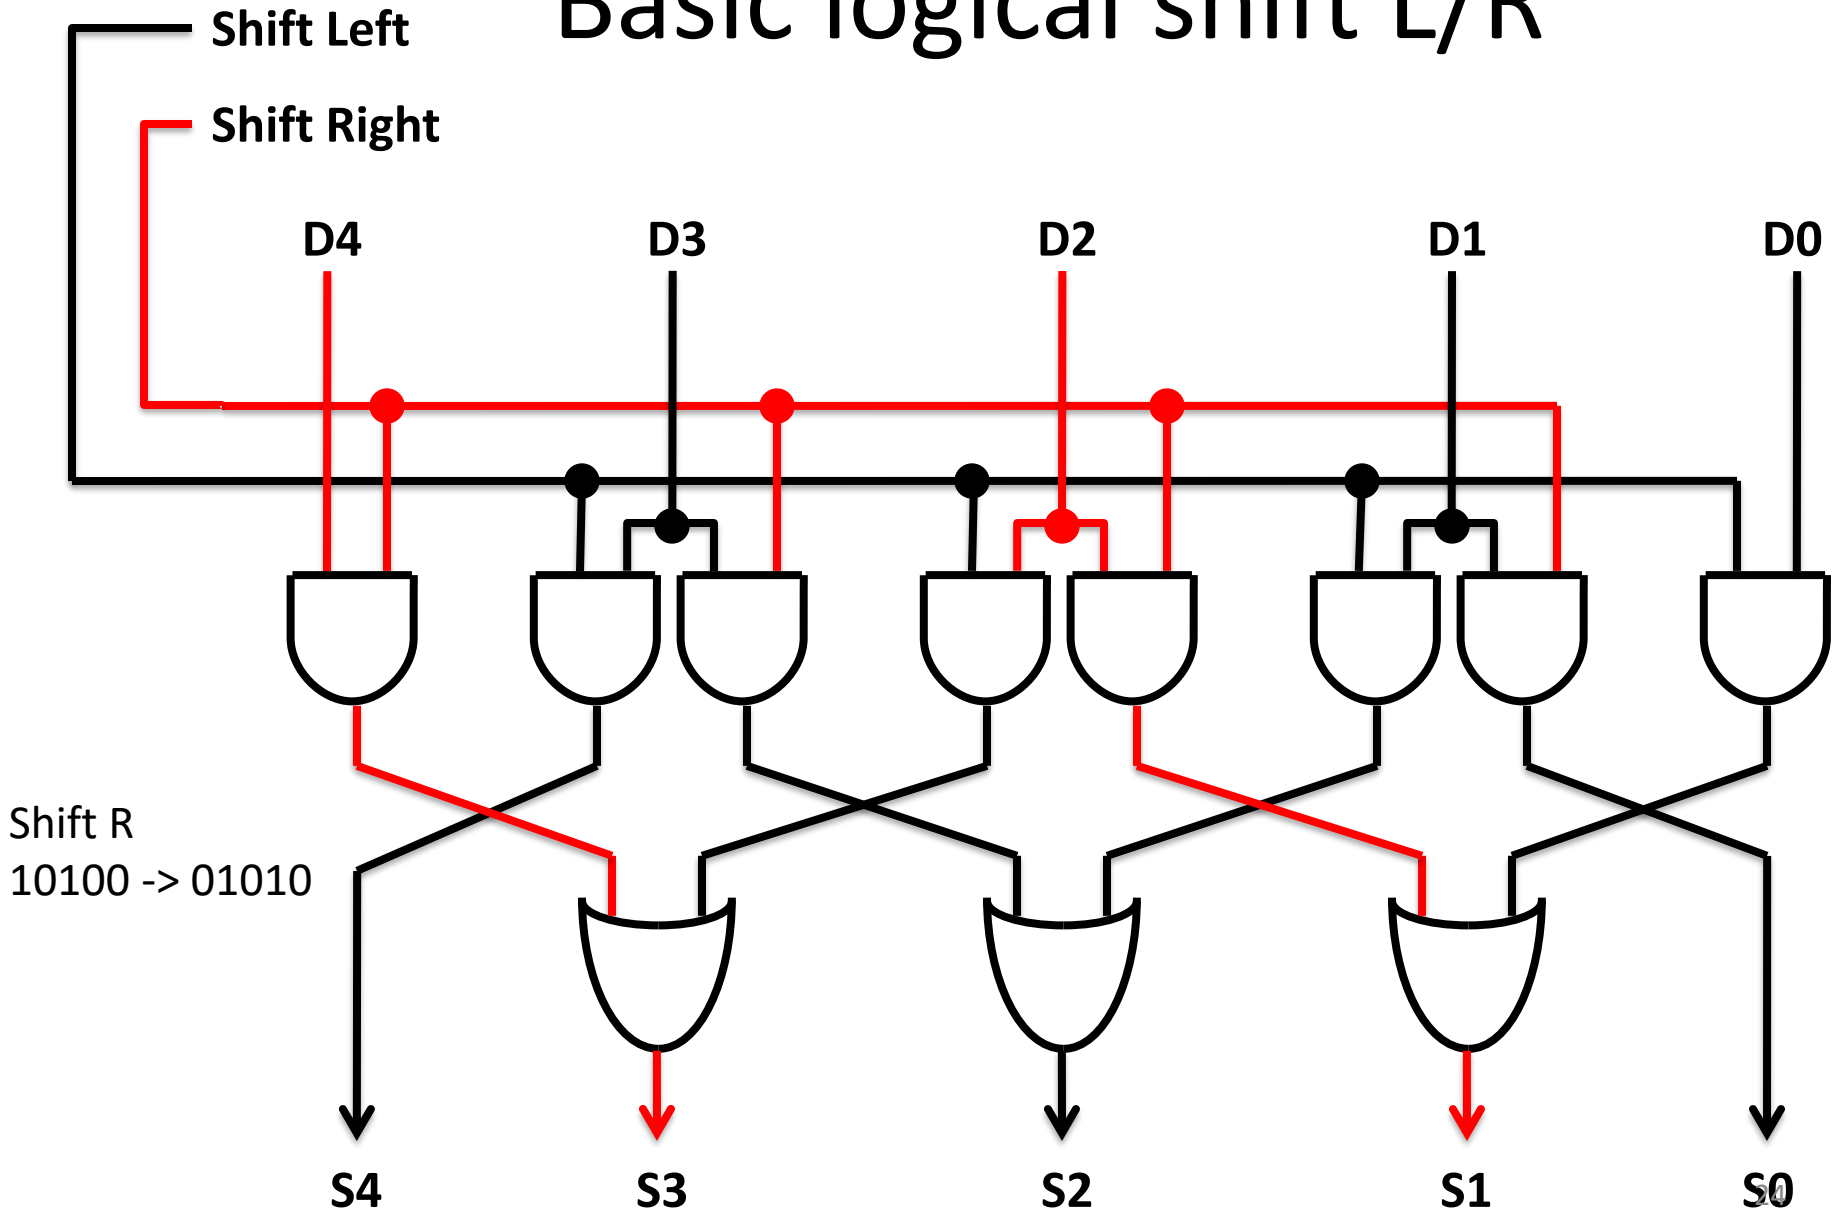 Basic logical shift L/R
Shift Left
Shift Right
D4 D3 D2 D1 D0
Shift R
10100 -> 01010
S4 S3 S2 S1 S0
24